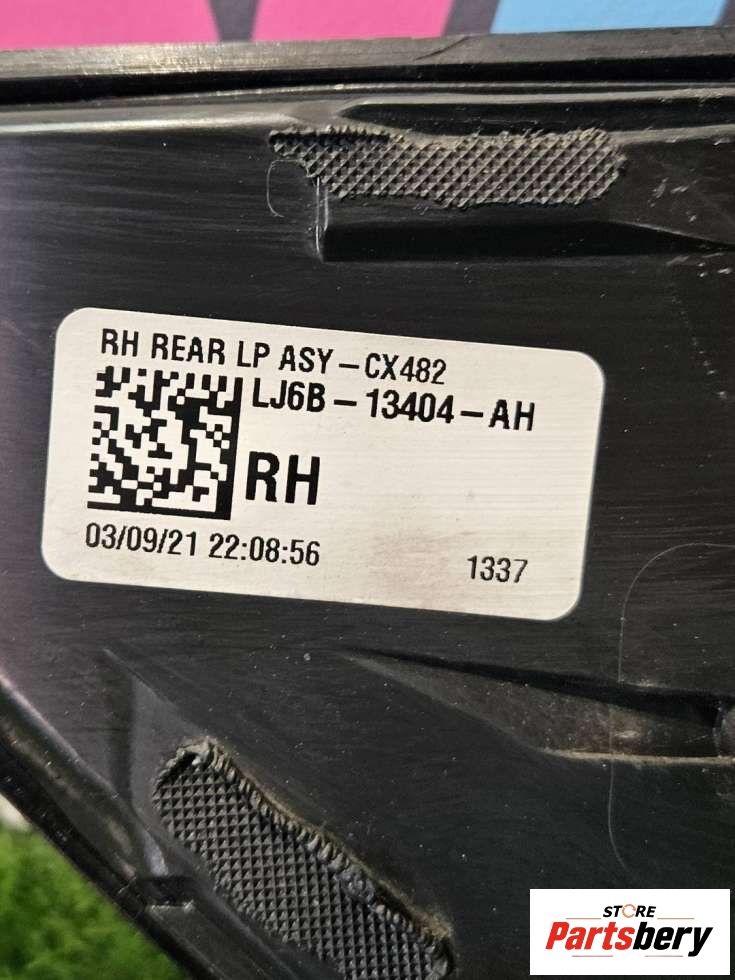 RH REAR LP ASY-CX482
LJ6B-13404-AH
RH
03/09/21 22:08:56
1337
STORE
Partsbery